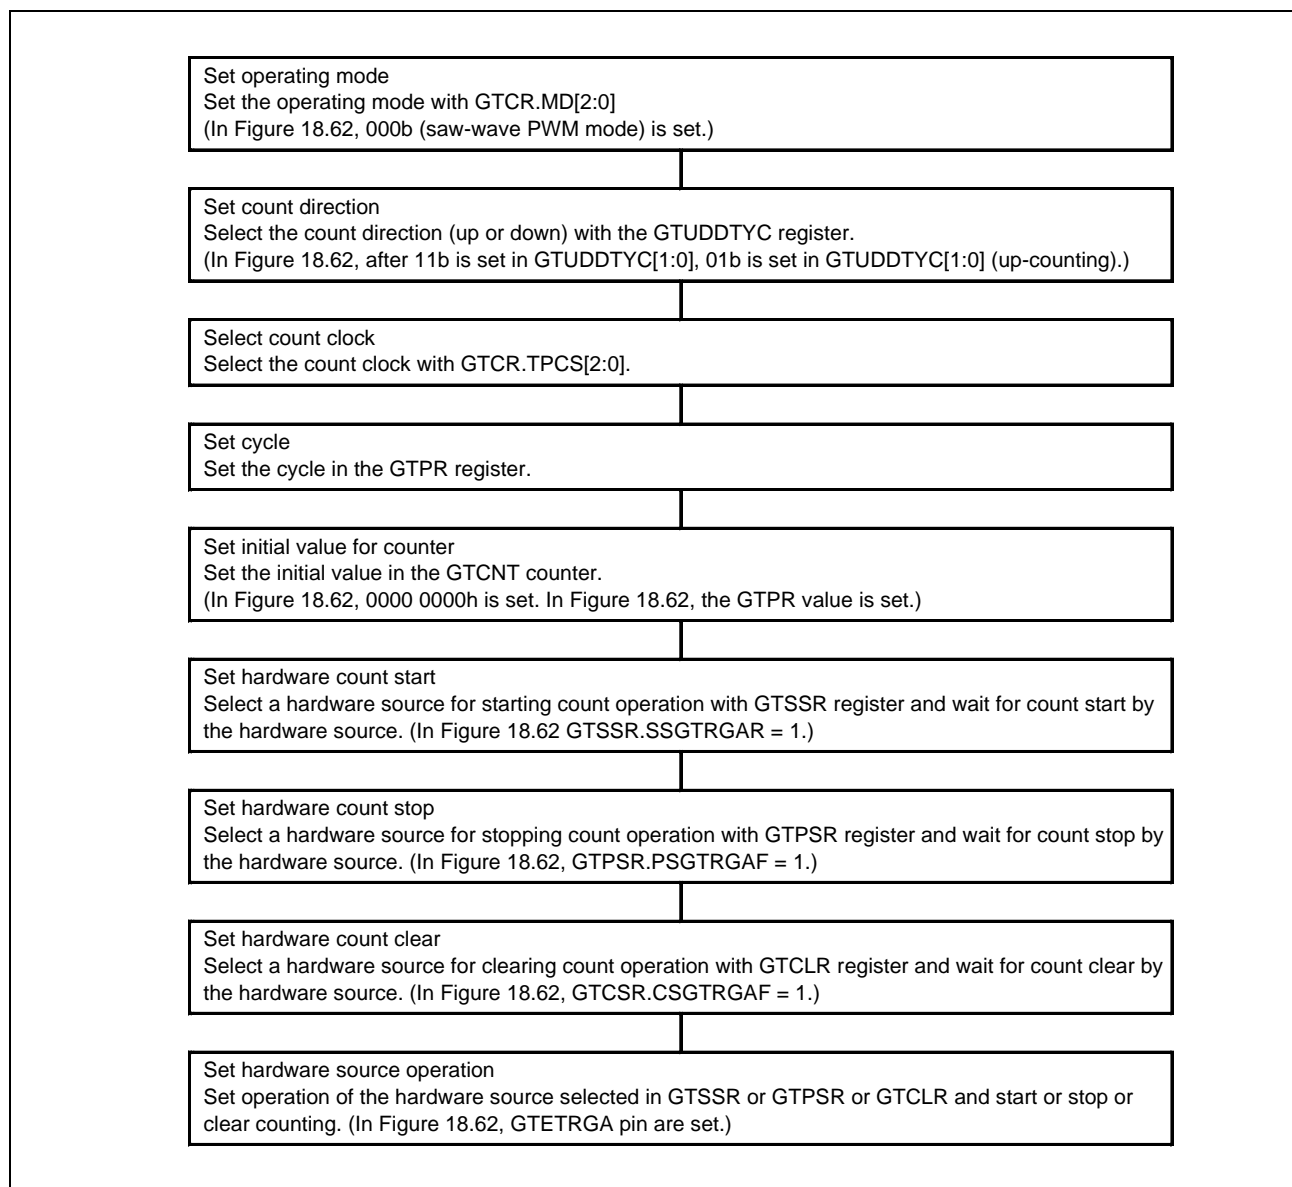 Set operating mode
Set the operating mode with GTCR.MD[2:0]
(In Figure 18.62, 000b (saw-wave PWM mode) is set.)
Set count direction
Select the count direction (up or down) with the GTUDDTYC register.
(In Figure 18.62, after 11b is set in GTUDDTYC[1:0], 01b is set in GTUDDTYC[1:0] (up-counting).)
Select count clock
Select the count clock with GTCR.TPCS[2:0].
Set cycle
Set the cycle in the GTPR register.
Set initial value for counter
Set the initial value in the GTCNT counter.
(In Figure 18.62, 0000 0000h is set. In Figure 18.62, the GTPR value is set.)
Set hardware count start
Select a hardware source for starting count operation with GTSSR register and wait for count start by
the hardware source. (In Figure 18.62 GTSSR.SSGTRGAR = 1.)
Set hardware count stop
Select a hardware source for stopping count operation with GTPSR register and wait for count stop by
the hardware source. (In Figure 18.62, GTPSR.PSGTRGAF = 1.)
Set hardware count clear
Select a hardware source for clearing count operation with GTCLR register and wait for count clear by
the hardware source. (In Figure 18.62, GTCSR.CSGTRGAF = 1.)
Set hardware source operation
Set operation of the hardware source selected in GTSSR or GTPSR or GTCLR and start or stop or
clear counting. (In Figure 18.62, GTETRGA pin are set.)